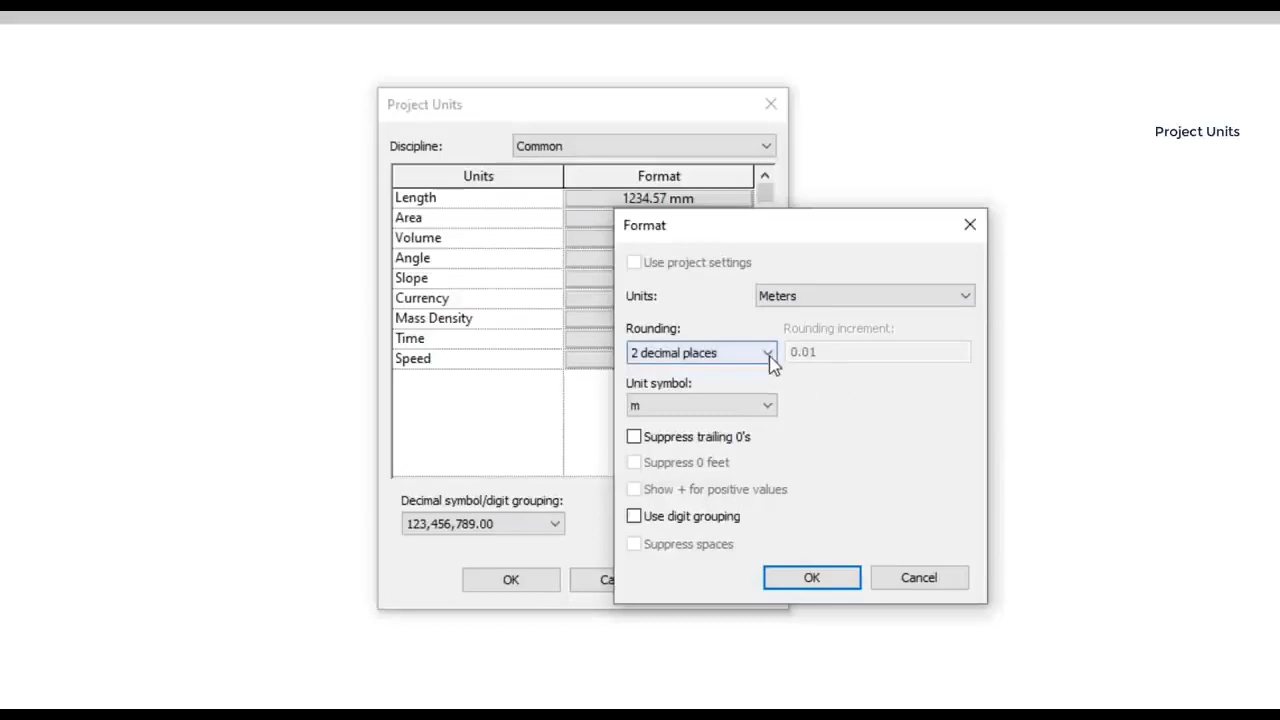 Project Units
Project Units
Discipline: Common
Units Format
Length 1234.57 mm
Area
Volume
Angle
Slope
Currency
Mass Density
Time
Speed
Decimal symbol/digit grouping:
123,456,789.00
OK Ca
Format
Use project settings
Units: Meters
Rounding: Rounding increment:
2 decimal places 0.01
Unit symbol:
m
Suppress trailing 0's
Suppress 0 feet
Show + for positive values
Use digit grouping
Suppress spaces
OK Cancel